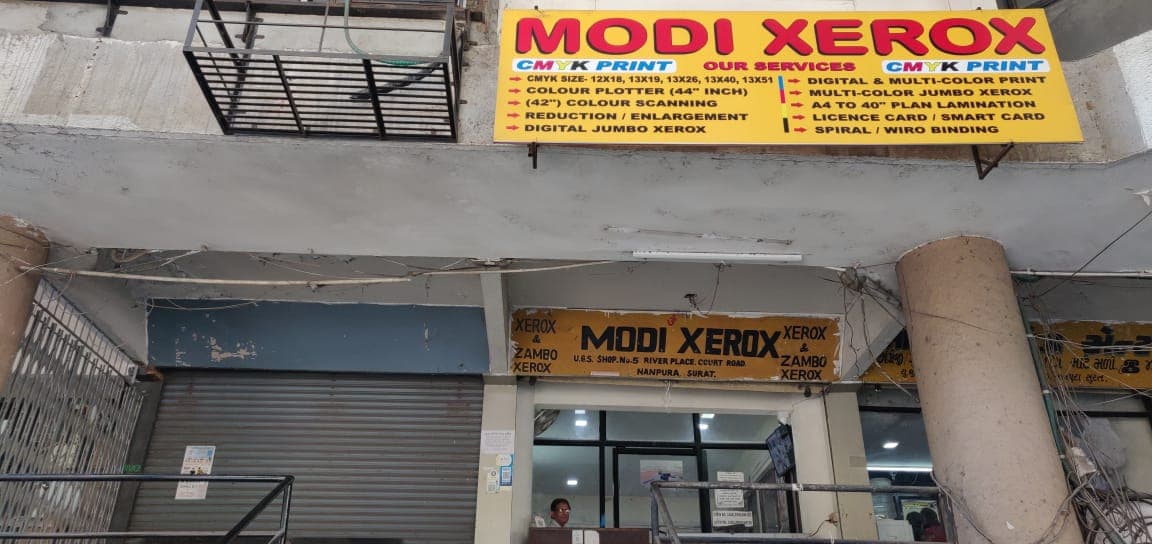 MODI XEROX
CMYK PRINT OUR SERVICES CMYK PRINT
CMYK SIZE- 12X18, 13X19, 13X26, 13X40, 13X51
COLOUR PLOTTER (44" INCH)
(42") COLOUR SCANNING
REDUCTION / ENLARGEMENT
DIGITAL JUMBO XEROX
DIGITAL & MULTI-COLOR PRINT
MULTI-COLOR JUMBO XEROX
A4 TO 40" PLAN LAMINATION
LICENCE CARD / SMART CARD
SPIRAL / WIRO BINDING
XEROX
&
ZAMBO
XEROX
MODI XEROX
U.G.S. SHOP.No.5 RIVER PLACE, COURT ROAD.
NANPURA SURAT.
XEROX
&
ZAMBO
XEROX
માટે મળો